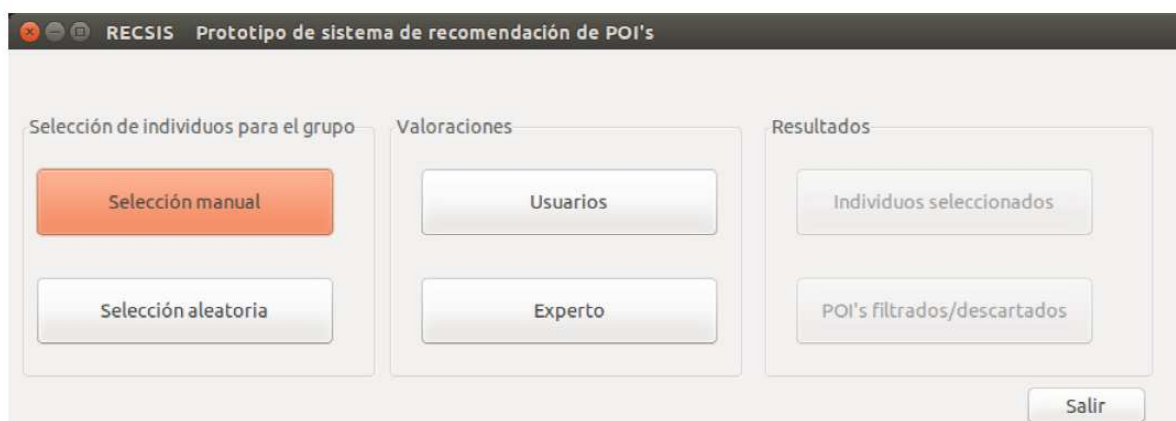 RECSIS Prototipo de sistema de recomendación de POI's
Selección de individuos para el grupo
Selección manual
Selección aleatoria
Valoraciones
Usuarios
Experto
Resultados
Individuos seleccionados
POI's filtrados/descartados
Salir